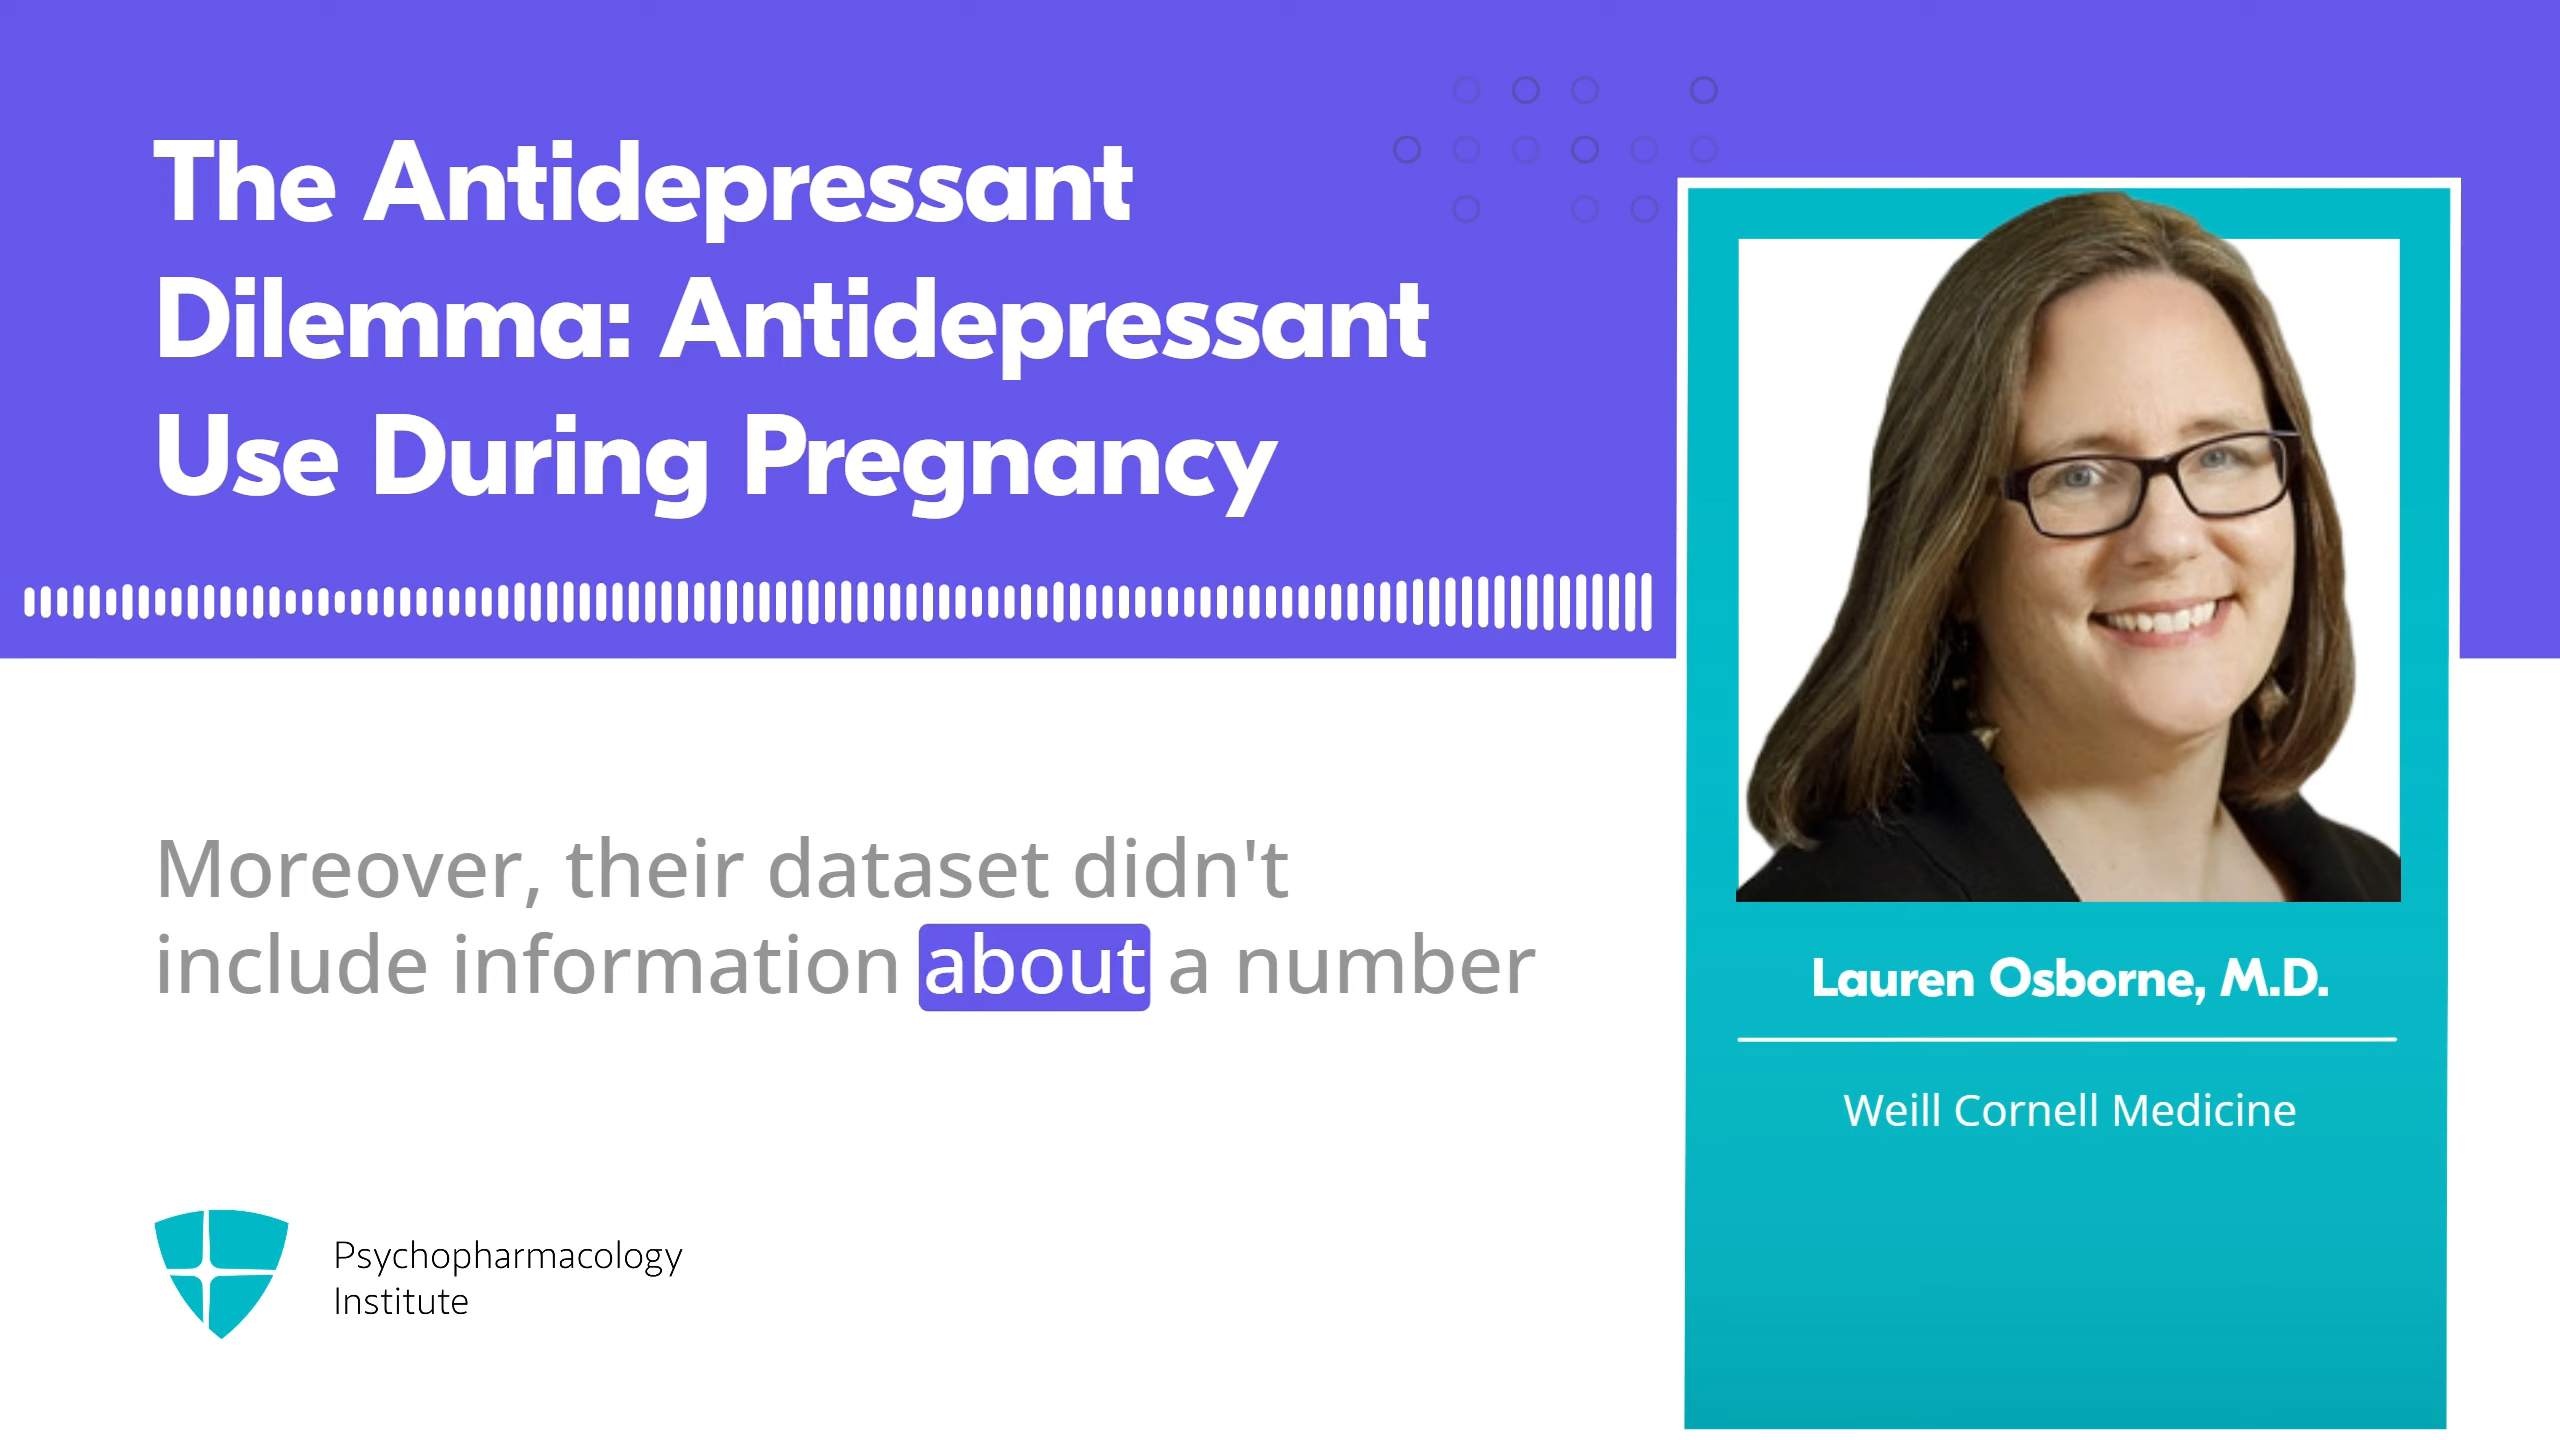 The Antidepressant
Dilemma: Antidepressant
Use During Pregnancy
Moreover, their dataset didn't
include information about a number
Psychopharmacology
Institute
Lauren Osborne, M.D.
Weill Cornell Medicine